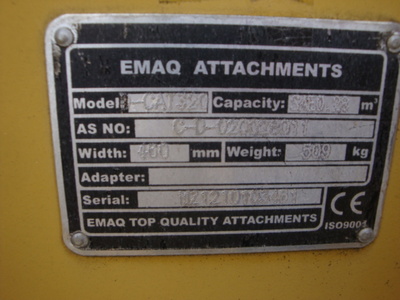 EMAQ ATTACHMENTS
Model: Capacity: m³
AS NO:
Width: mm Weight: 509 kg
Adapter:
Serial:
CE
EMAQ TOP QUALITY ATTACHMENTS
ISO9001